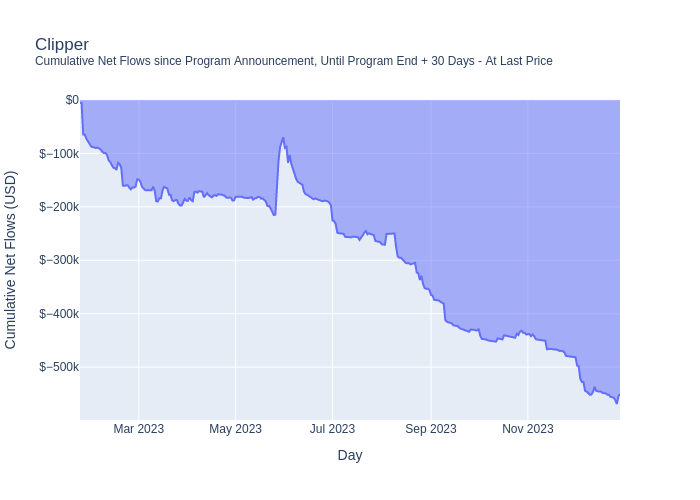 Clipper
Cumulative Net Flows since Program Announcement, Until Program End + 30 Days - At Last Price
Cumulative Net Flows (USD)
$0
$−100k
$−200k
$−300k
$−400k
$−500k
Mar 2023 May 2023 Jul 2023 Sep 2023 Nov 2023
Day